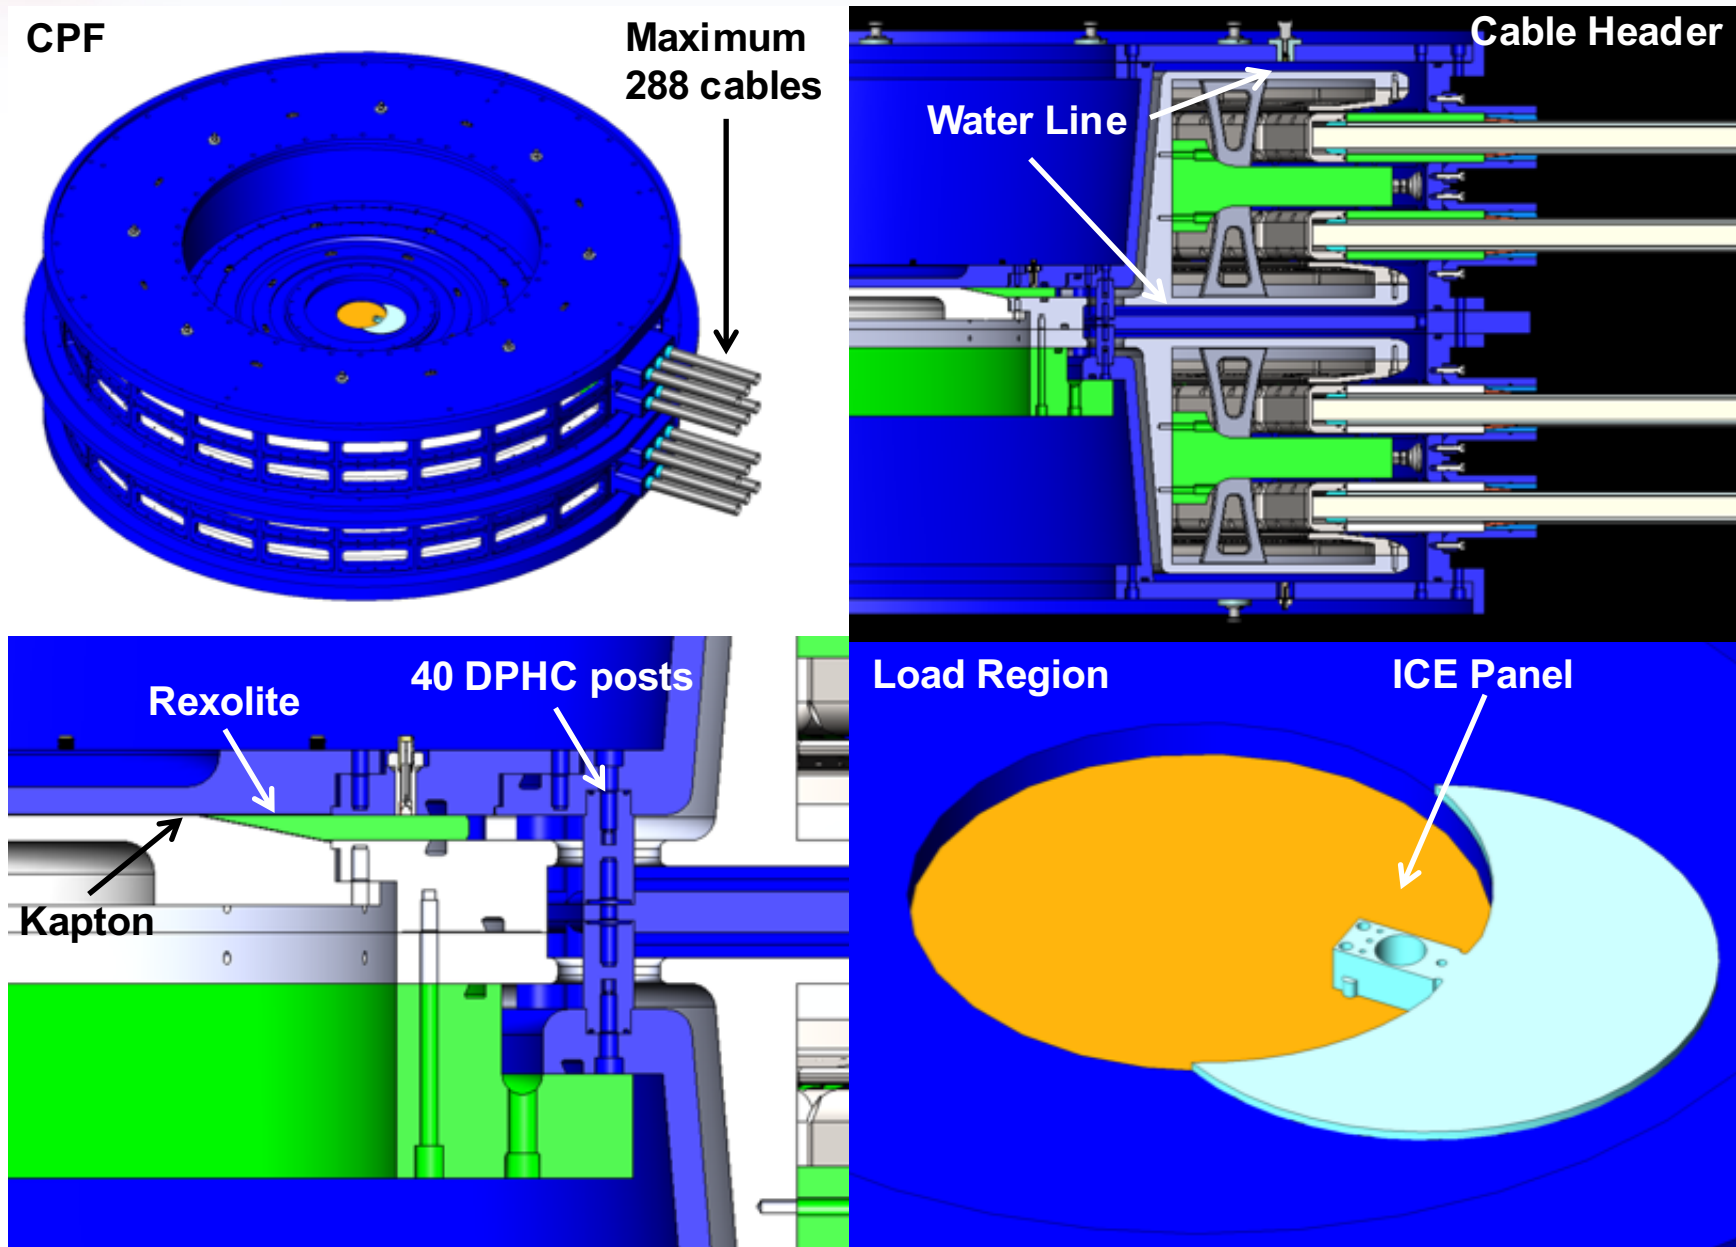 CPF
Maximum
288 cables
Cable Header
Water Line
Rexolite
40 DPHC posts
Kapton
Load Region
ICE Panel